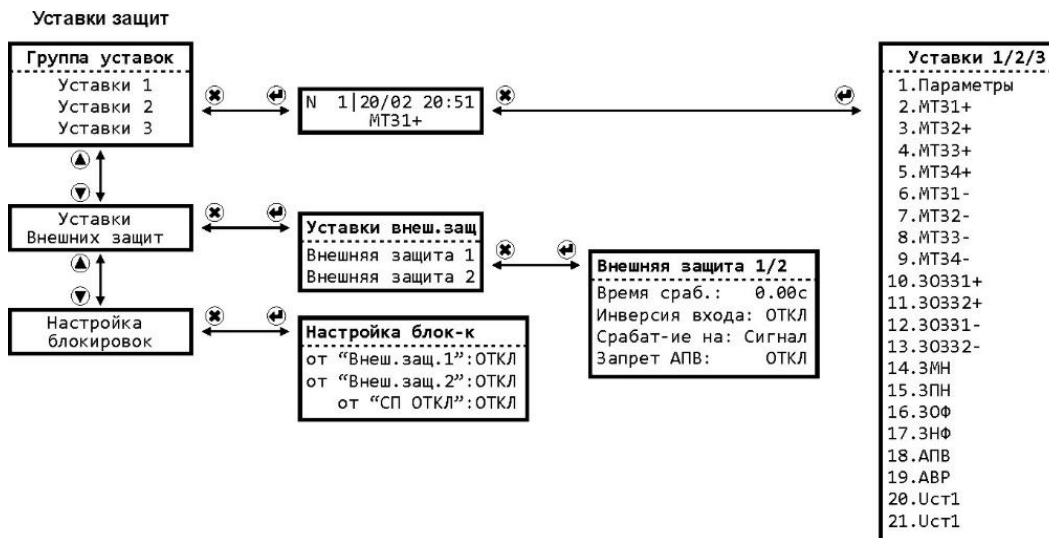 Уставки защит
Группа уставок
Уставки 1
Уставки 2
Уставки 3
N 1|20/02 20:51
МТЗ1+
Уставки
Внешних защит
Уставки внеш.защ
Внешняя защита 1
Внешняя защита 2
Внешняя защита 1/2
Время сраб.: 0.00с
Инверсия входа: ОТКЛ
Срабат-ие на: Сигнал
Запрет АПВ: ОТКЛ
Настройка
блокировок
Настройка блок-к
от “Внеш.защ.1”:ОТКЛ
от “Внеш.защ.2”:ОТКЛ
от “СП ОТКЛ”:ОТКЛ
Уставки 1/2/3
1.Параметры
2.МТЗ1+
3.МТЗ2+
4.МТЗ3+
5.МТЗ4+
6.МТЗ1-
7.МТЗ2-
8.МТЗ3-
9.МТЗ4-
10.ЗОЗЗ1+
11.ЗОЗЗ2+
12.ЗОЗЗ1-
13.ЗОЗЗ2-
14.ЗМН
15.ЗПН
16.ЗОФ
17.ЗНФ
18.АПВ
19.АВР
20.Uст1
21.Uст1